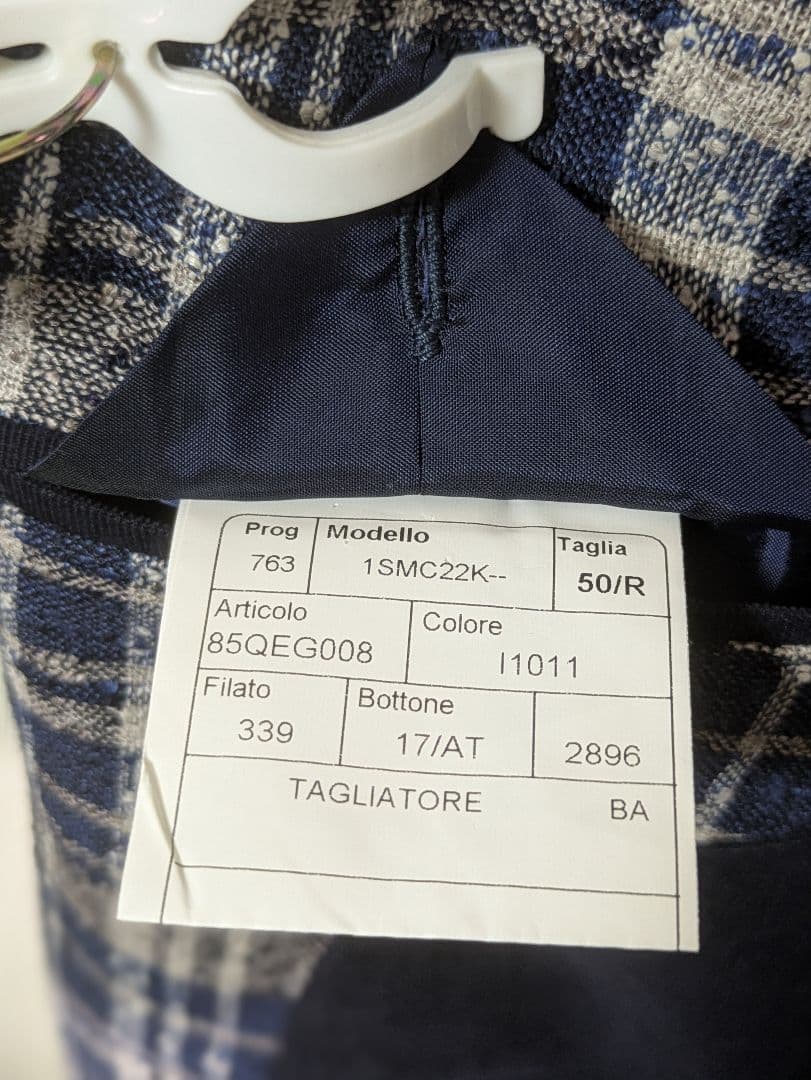 Prog Modello Taglia
763 1SMC22K-- 50/R
Articolo Colore
85QEG008 I1011
Filato Bottone
339 17/AT 2896
TAGLIATORE BA